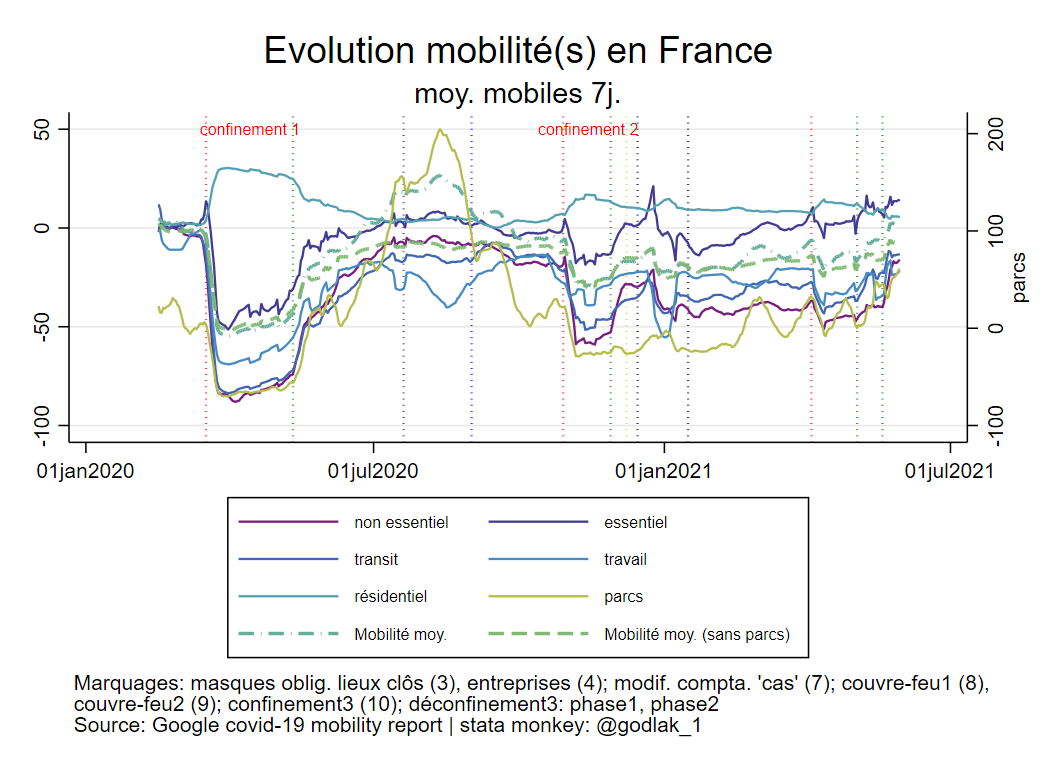 Evolution mobilité(s) en France
moy. mobiles 7j.
confinement 1
confinement 2
50
0
-50
-100
200
100
0
-100
parcs
01jan2020
01jul2020
01jan2021
01jul2021
non essentiel
essentiel
transit
travail
résidentiel
parcs
Mobilité moy.
Mobilité moy. (sans parcs)
Marquages: masques oblig. lieux clôs (3), entreprises (4); modif. compta. 'cas' (7); couvre-feu1 (8),
couvre-feu2 (9); confinement3 (10); déconfinement3: phase1, phase2
Source: Google covid-19 mobility report | stata monkey: @godlak_1